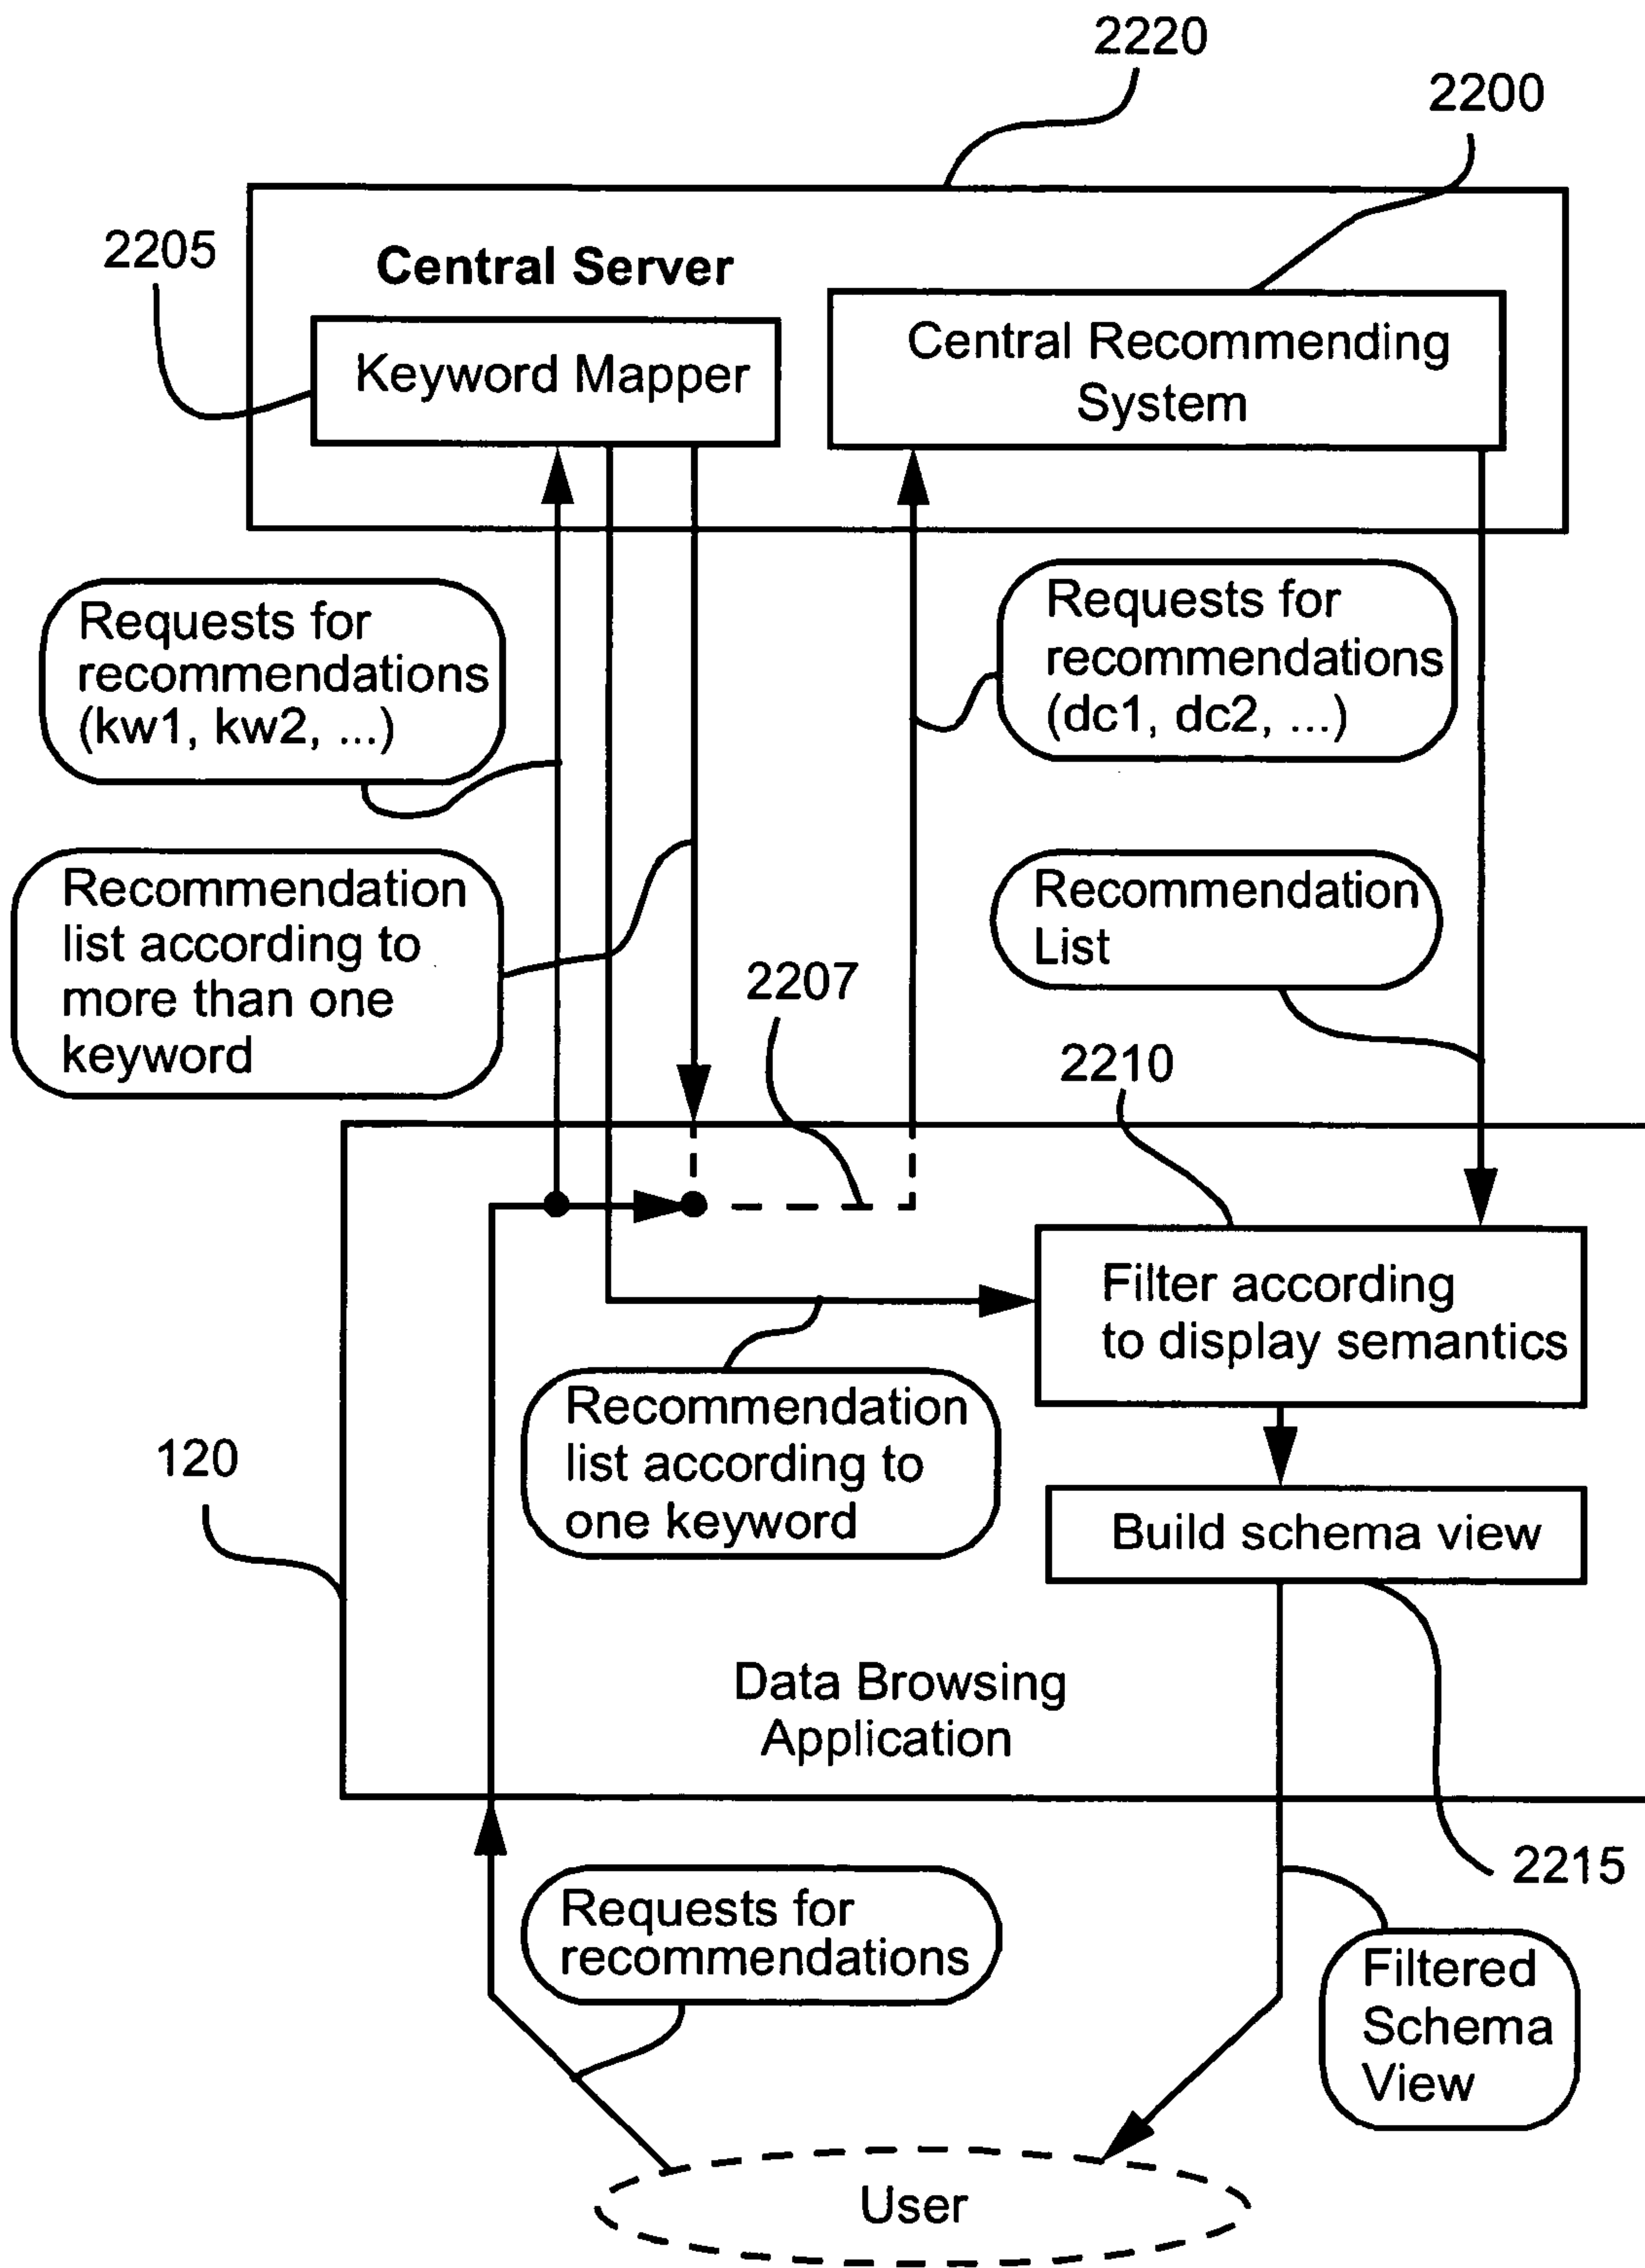 2220
2200
2205
Central Server
Keyword Mapper
Central Recommending
System
Requests for
recommendations
(kw1, kw2, ...)
Requests for
recommendations
(dc1, dc2, ...)
Recommendation
list according to
more than one
keyword
Recommendation
List
2207
2210
Filter according
to display semantics
Recommendation
list according to
one keyword
120
Build schema view
Data Browsing
Application
2215
Requests for
recommendations
Filtered
Schema
View
User